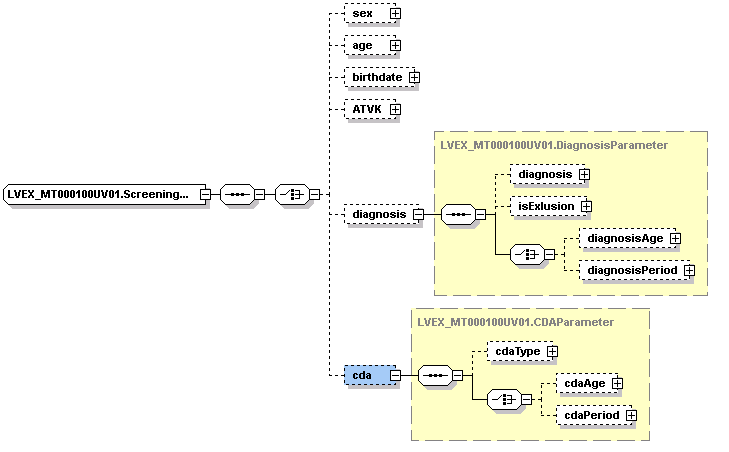 sex
age
birthdate
ATVK
LVEX_MT000100UV01.DiagnosisParameter
diagnosis
isExlusion
LVEX_MT000100UV01.Screening...
diagnosis
diagnosisAge
diagnosisPeriod
LVEX_MT000100UV01.CDAParameter
cdaType
cda
cdaAge
cdaPeriod